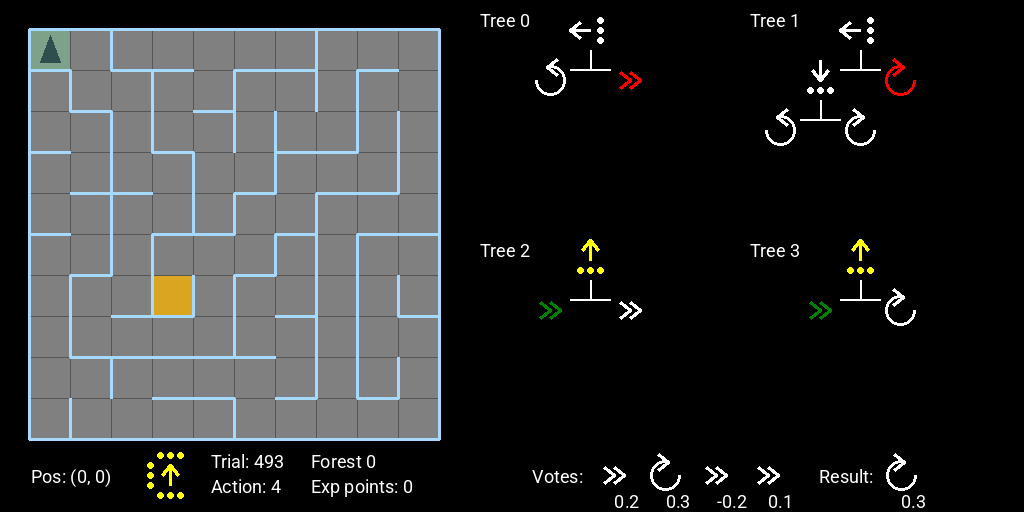 Tree 0
Tree 1
Tree 2
Tree 3
Pos: (0, 0)
Trial: 493
Forest 0
Action: 4
Exp points: 0
Votes:
0.2
0.3
-0.2
0.1
Result:
0.3